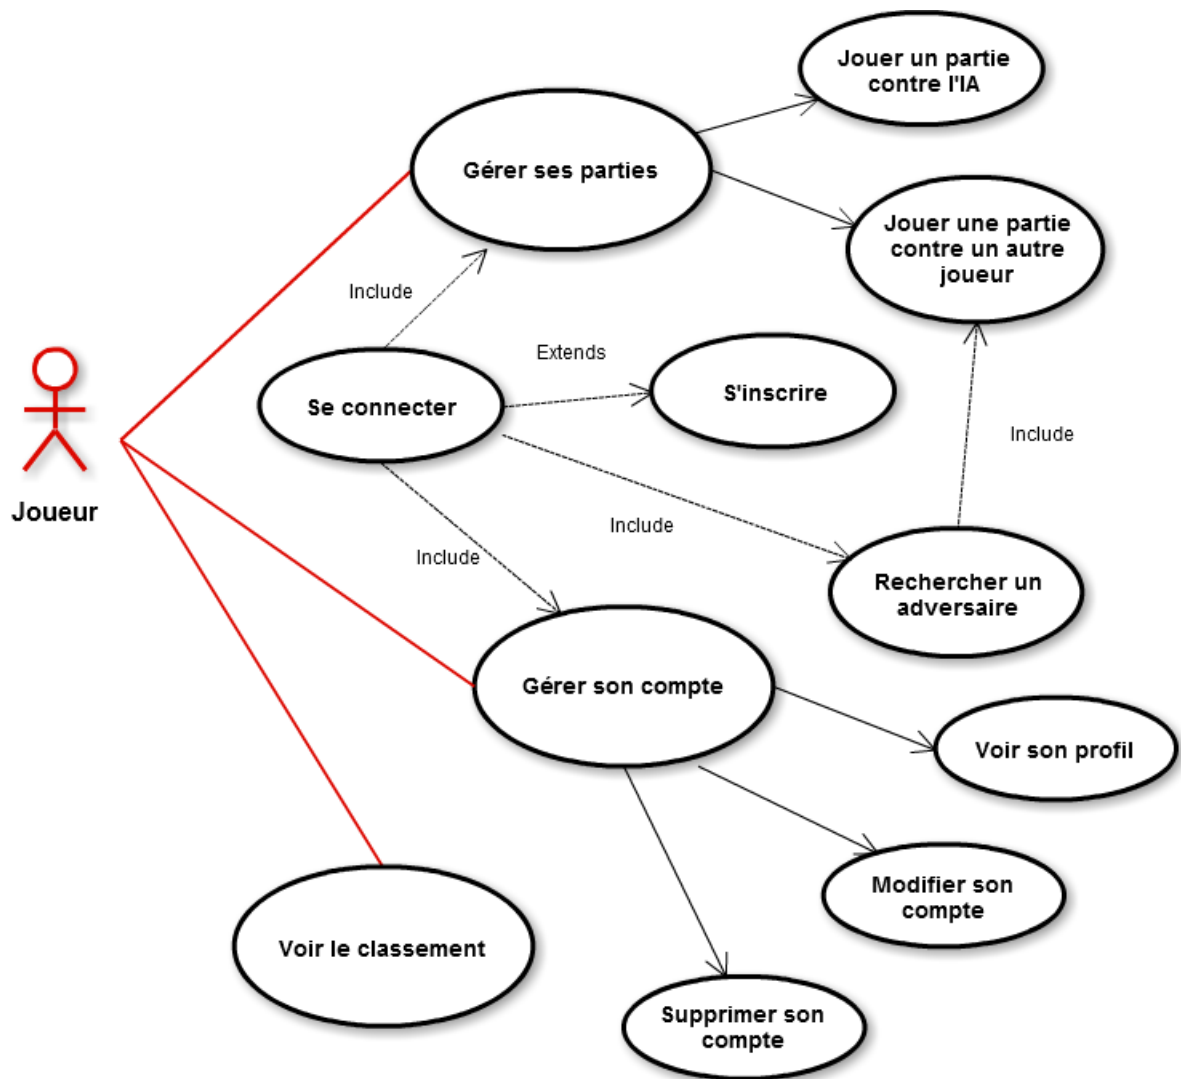 Jouer un partie
contre l'IA
Gérer ses parties
Jouer une partie
contre un autre
joueur
Include
Extends
S'inscrire
Se connecter
Include
Joueur
Include
Include
Rechercher un
adversaire
Gérer son compte
Voir son profil
Modifier son
compte
Voir le classement
Supprimer son
compte